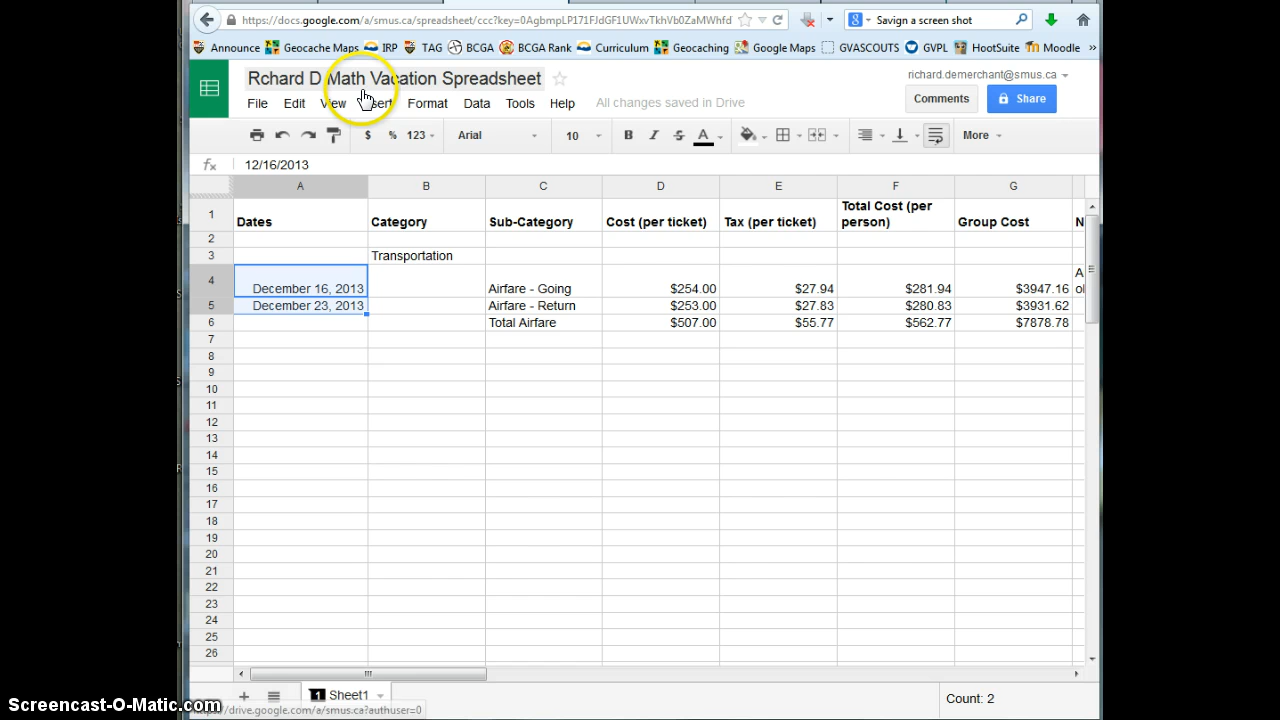 https://docs.google.com/a/smus.ca/spreadsheet/ccc?key=0AgbmpLP171FJdGF1UWxvTkhVb0ZaMWhfd
Savign a screen shot
Announce Geocache Maps IRP TAG BCGA BCGA Rank Curriculum Geocaching Google Maps GVASCOUTS GVPL HootSuite Moodle »
Rchard D Math Vacation Spreadsheet
richard.demerchant@smus.ca
File Edit View Insert Format Data Tools Help All changes saved in Drive
Comments Share
$ % 123 Arial 10 B I S A More
fx 12/16/2013
A B C D E F G
1 Dates Category Sub-Category Cost (per ticket) Tax (per ticket) Total Cost (per person) Group Cost N
2
3 Transportation
4 December 16, 2013 Airfare - Going $254.00 $27.94 $281.94 $3947.16
5 December 23, 2013 Airfare - Return $253.00 $27.83 $280.83 $3931.62
6 Total Airfare $507.00 $55.77 $562.77 $7878.78
7
8
9
10
11
12
13
14
15
16
17
18
19
20
21
22
23
24
25
26
+ 1 Sheet1
Count: 2
https://drive.google.com/a/smus.ca?authuser=0
Screencast-O-Matic.com